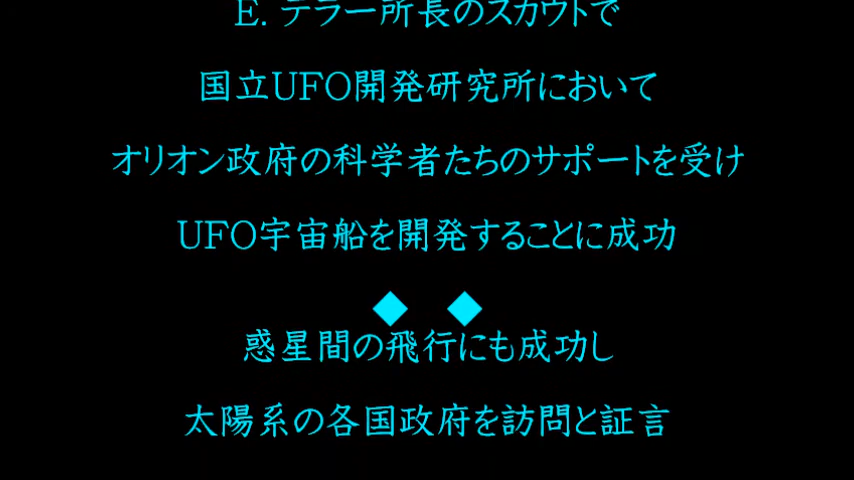 E. テラー所長のスカウトで
国立UFO開発研究所において
オリオン政府の科学者たちのサポートを受け
UFO宇宙船を開発することに成功
◆ ◆
惑星間の飛行にも成功し
太陽系の各国政府を訪問と証言